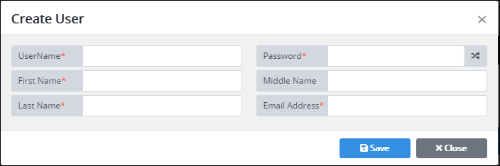 Create User
UserName* Password*
First Name* Middle Name
Last Name* Email Address*
Save Close